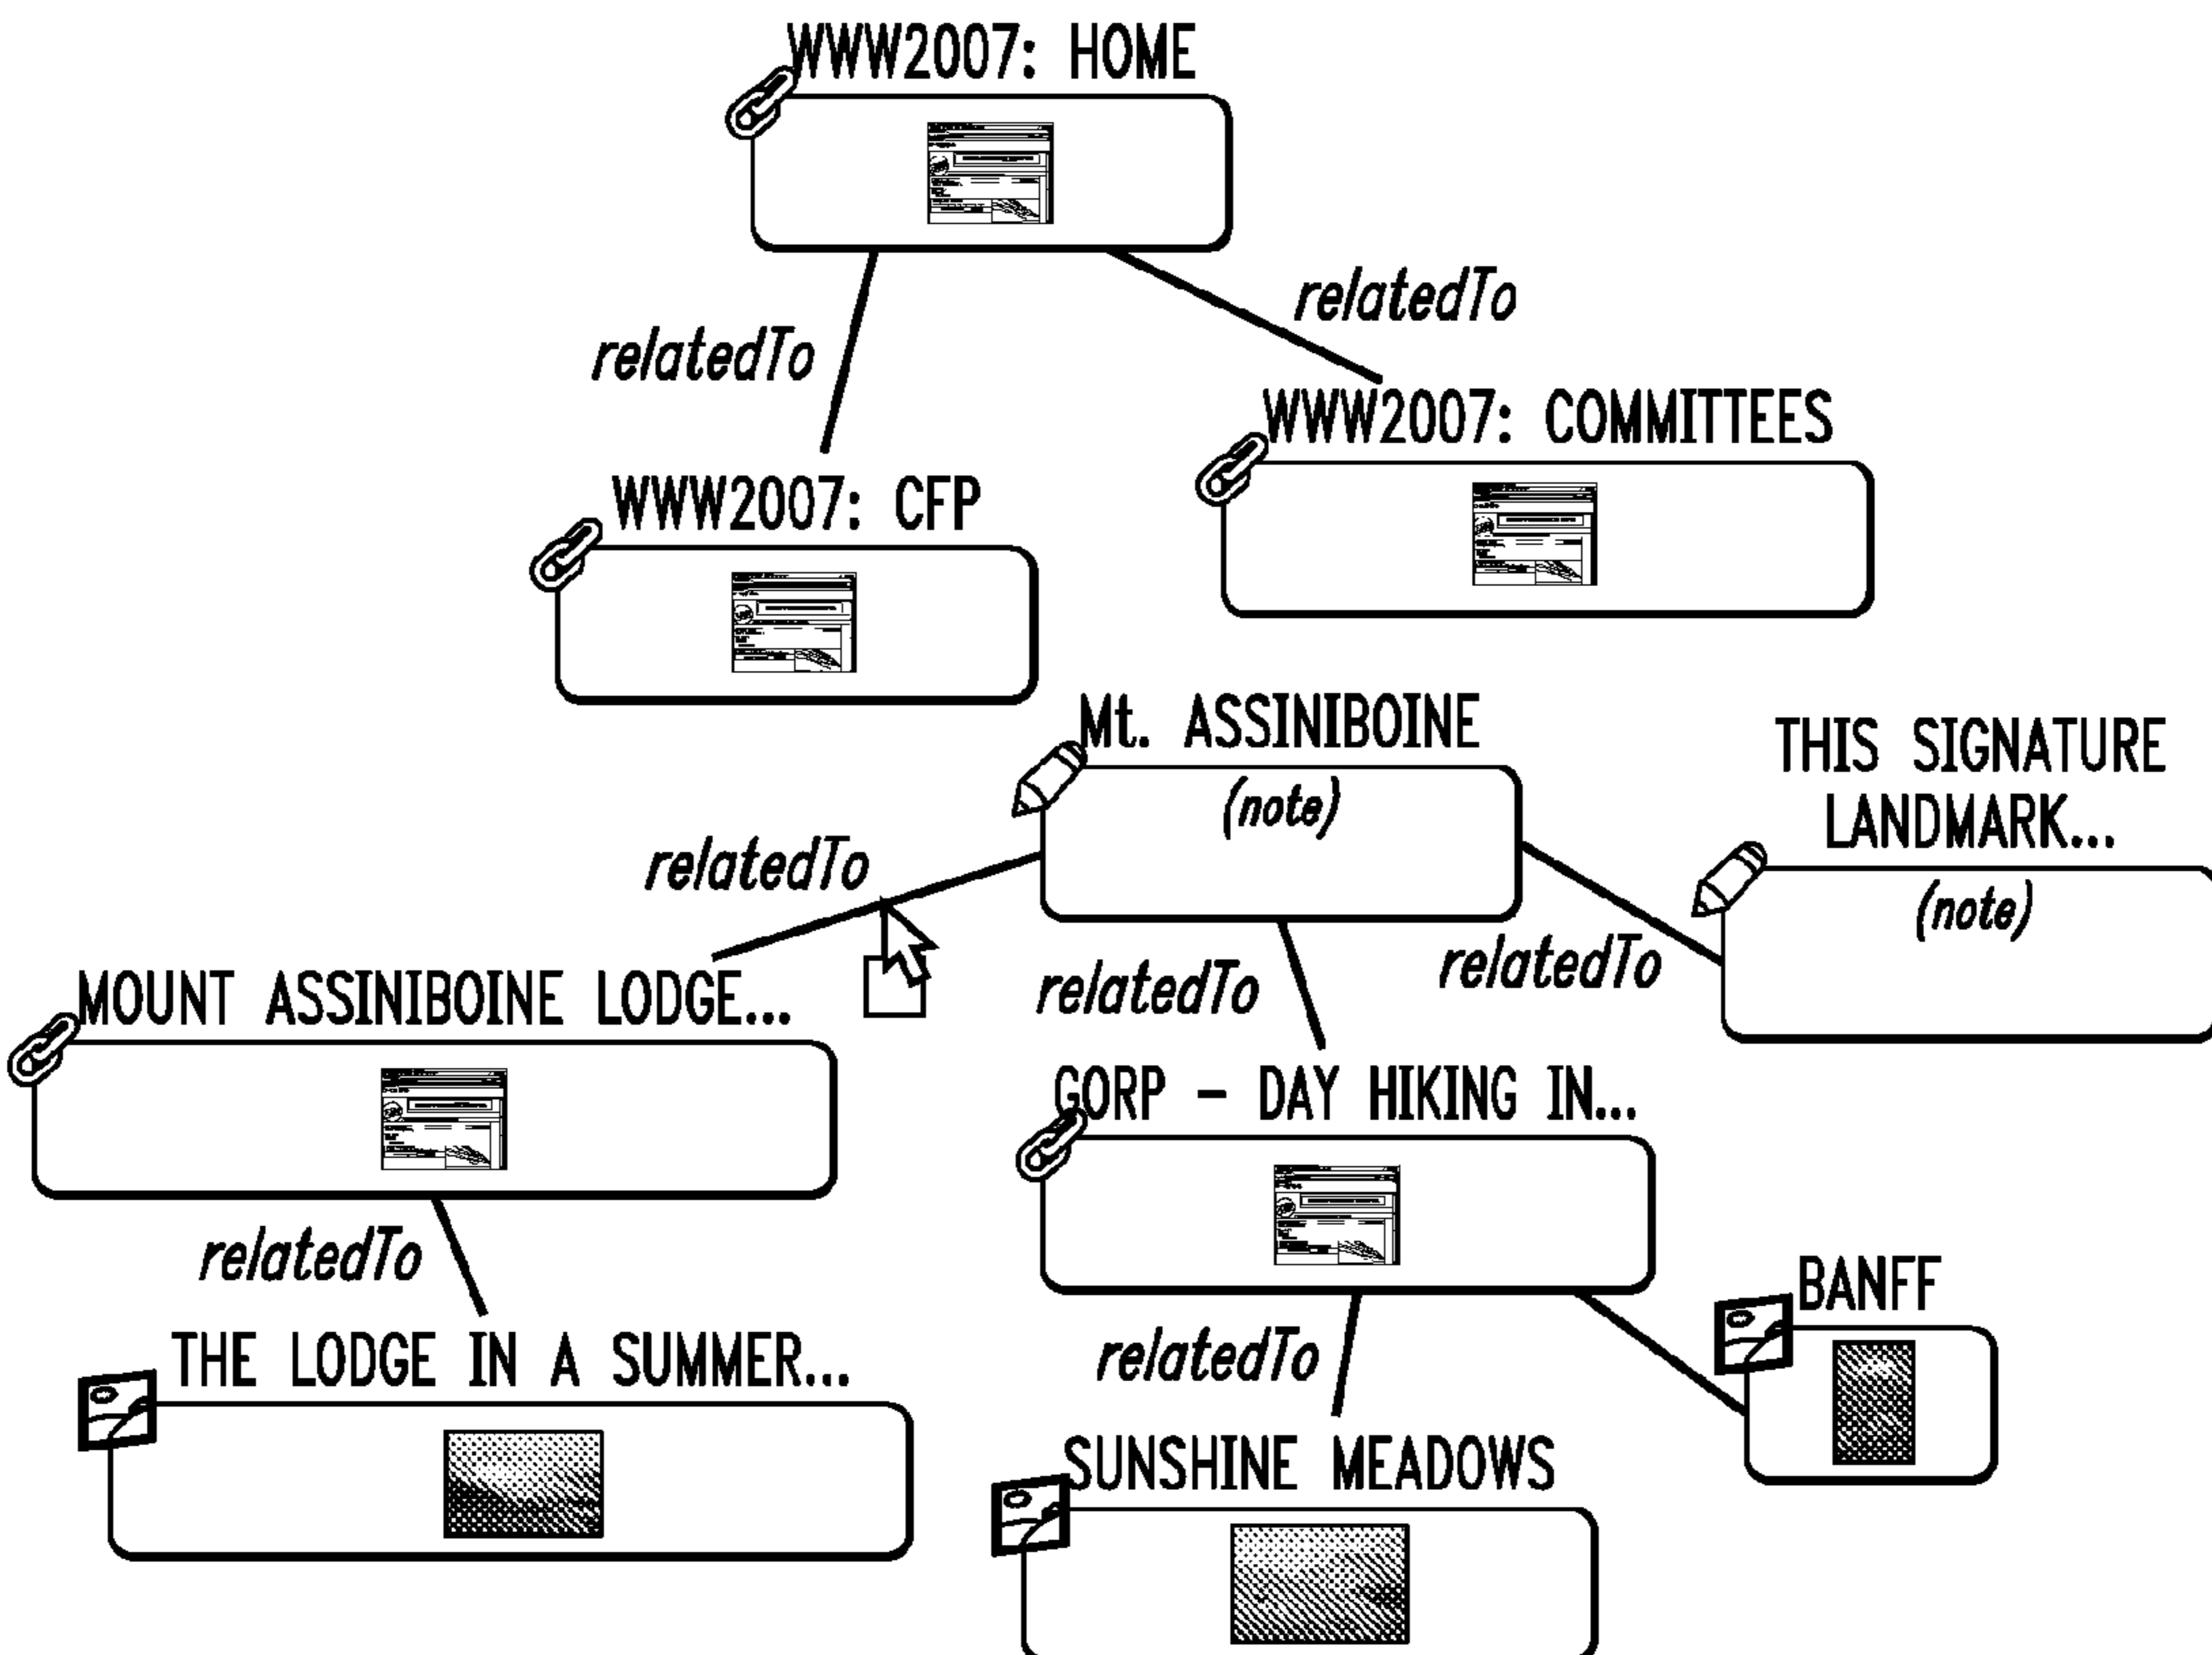 WWW2007: HOME
relatedTo
relatedTo
WWW2007: COMMITTEES
WWW2007: CFP
Mt. ASSINIBOINE
(note)
THIS SIGNATURE
LANDMARK...
(note)
relatedTo
relatedTo
relatedTo
MOUNT ASSINIBOINE LODGE...
GORP - DAY HIKING IN...
relatedTo
relatedTo
BANFF
THE LODGE IN A SUMMER...
SUNSHINE MEADOWS